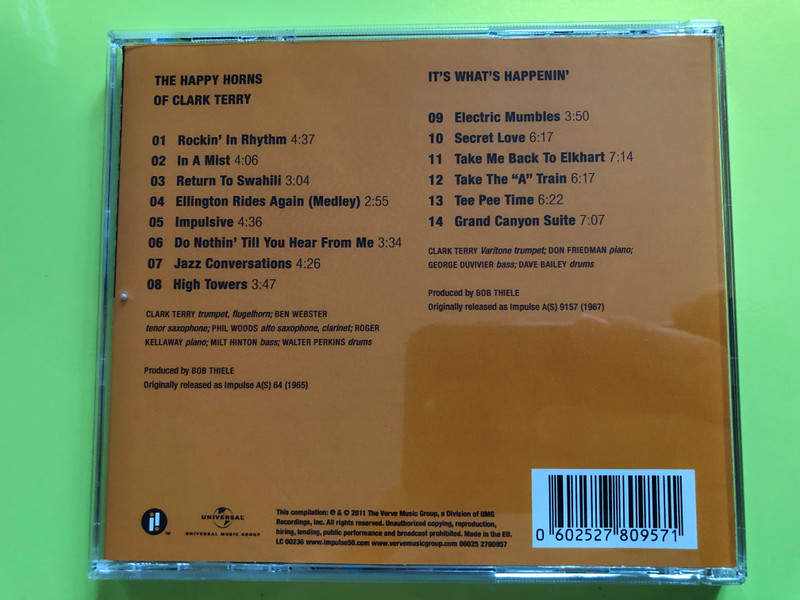 THE HAPPY HORNS
OF CLARK TERRY
01 Rockin' In Rhythm 4:37
02 In A Mist 4:06
03 Return To Swahili 3:04
04 Ellington Rides Again (Medley) 2:55
05 Impulsive 4:36
06 Do Nothin' Till You Hear From Me 3:34
07 Jazz Conversations 4:26
08 High Towers 3:47
CLARK TERRY trumpet, flugelhorn; BEN WEBSTER
tenor saxophone; PHIL WOODS alto saxophone, clarinet; ROGER
KELLAWAY piano; MILT HINTON bass; WALTER PERKINS drums
Produced by BOB THIELE
Originally released as Impulse A(S) 64 (1965)
IT'S WHAT'S HAPPENIN'
09 Electric Mumbles 3:50
10 Secret Love 6:17
11 Take Me Back To Elkhart 7:14
12 Take The "A" Train 6:17
13 Tee Pee Time 6:22
14 Grand Canyon Suite 7:07
CLARK TERRY Varitone trumpet; DON FRIEDMAN piano;
GEORGE DUVIVIER bass; DAVE BAILEY drums
Produced by BOB THIELE
Originally released as Impulse A(S) 9157 (1967)
i! TM
UNIVERSAL
UNIVERSAL MUSIC GROUP
This compilation: ℗ & © 2011 The Verve Music Group, a Division of UMG
Recordings, Inc. All rights reserved. Unauthorized copying, reproduction,
hiring, lending, public performance and broadcast prohibited. Made in the EU.
LC 00236 www.impulse50.com www.vervemusicgroup.com 06025 2780957
0 602527 809571